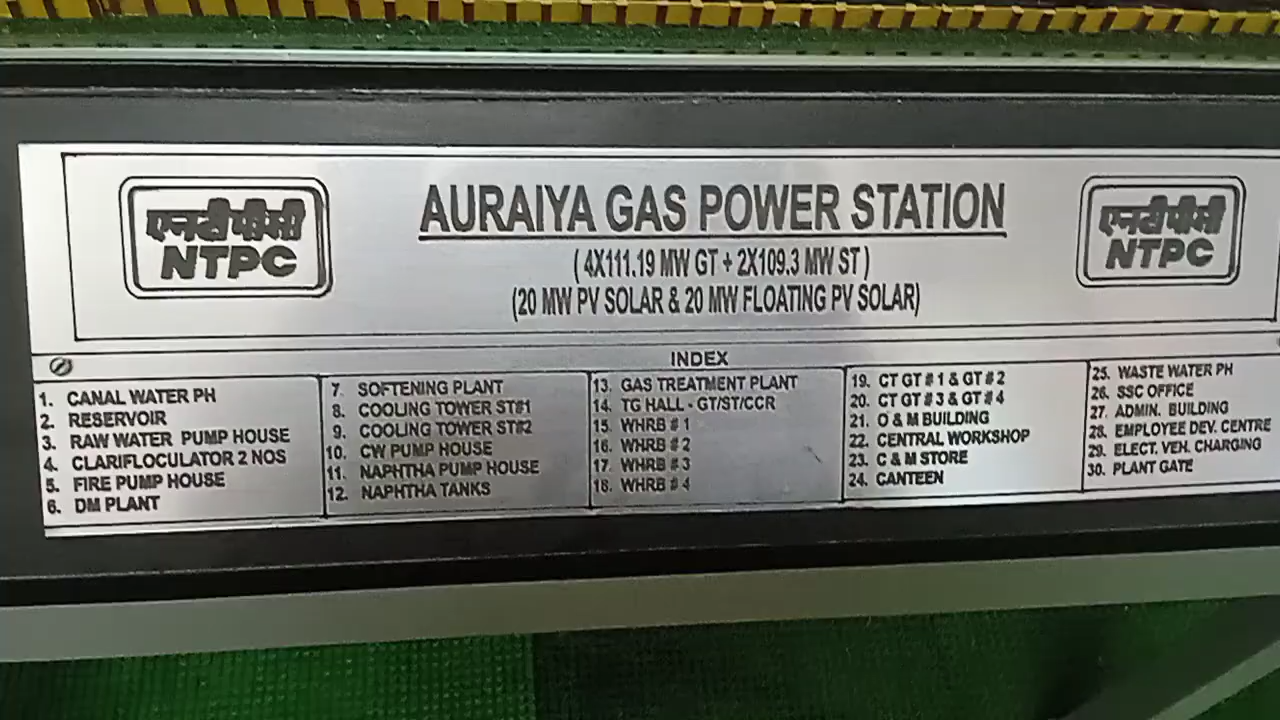 एनटीपीसी
NTPC
AURAIYA GAS POWER STATION
( 4X111.19 MW GT + 2X109.3 MW ST )
(20 MW PV SOLAR & 20 MW FLOATING PV SOLAR)
एनटीपीसी
NTPC
INDEX
1. CANAL WATER PH
2. RESERVOIR
3. RAW WATER PUMP HOUSE
4. CLARIFLOCULATOR 2 NOS
5. FIRE PUMP HOUSE
6. DM PLANT
7. SOFTENING PLANT
8. COOLING TOWER ST#1
9. COOLING TOWER ST#2
10. CW PUMP HOUSE
11. NAPHTHA PUMP HOUSE
12. NAPHTHA TANKS
13. GAS TREATMENT PLANT
14. TG HALL - GT/ST/CCR
15. WHRB # 1
16. WHRB # 2
17. WHRB # 3
18. WHRB # 4
19. CT GT # 1 & GT # 2
20. CT GT # 3 & GT # 4
21. O & M BUILDING
22. CENTRAL WORKSHOP
23. C & M STORE
24. CANTEEN
25. WASTE WATER PH
26. SSC OFFICE
27. ADMIN. BUILDING
28. EMPLOYEE DEV. CENTRE
29. ELECT. VEH. CHARGING
30. PLANT GATE